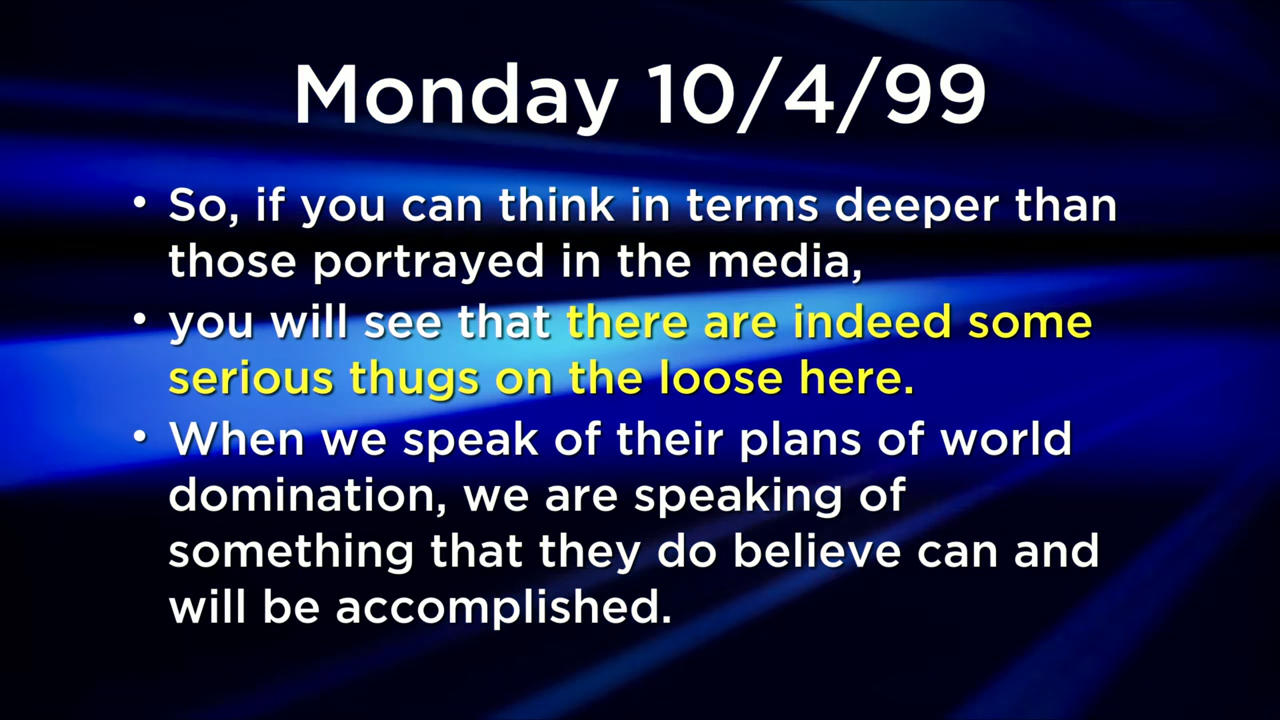 Monday 10/4/99
• So, if you can think in terms deeper than
those portrayed in the media,
• you will see that there are indeed some
serious thugs on the loose here.
• When we speak of their plans of world
domination, we are speaking of
something that they do believe can and
will be accomplished.